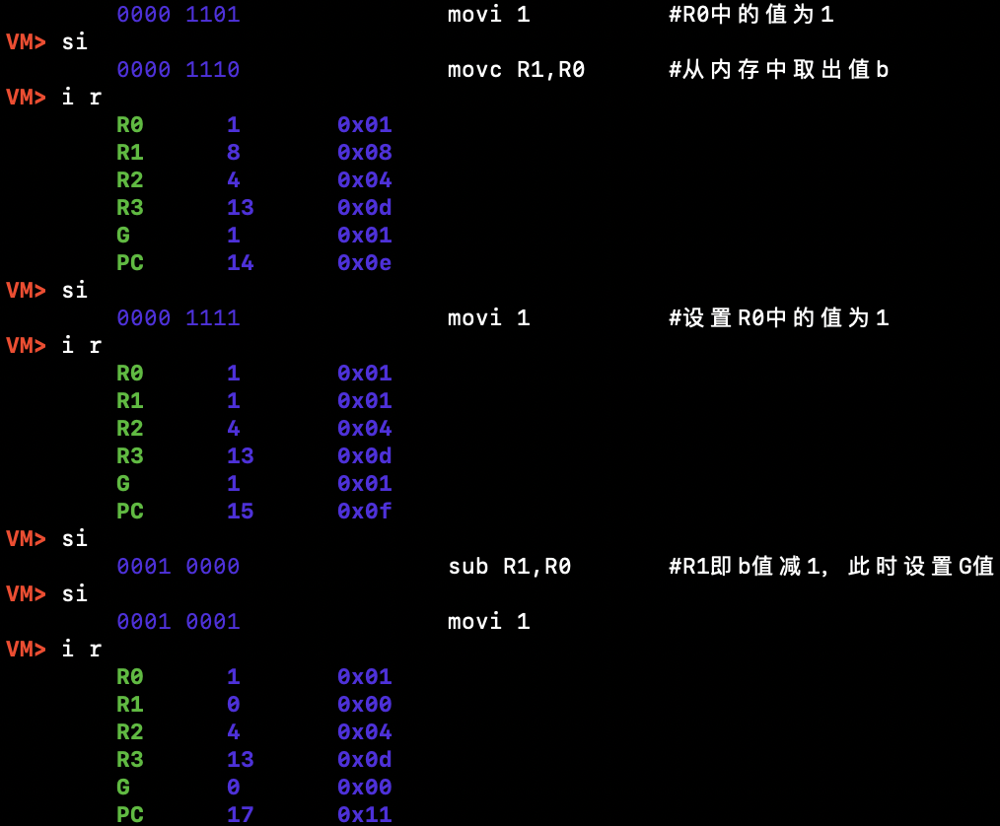 0000 1101 movi 1 #R0中的值为1
VM> si
0000 1110 movc R1,R0 #从内存中取出值b
VM> i r
R0 1 0x01
R1 8 0x08
R2 4 0x04
R3 13 0x0d
G 1 0x01
PC 14 0x0e
VM> si
0000 1111 movi 1 #设置R0中的值为1
VM> i r
R0 1 0x01
R1 1 0x01
R2 4 0x04
R3 13 0x0d
G 1 0x01
PC 15 0x0f
VM> si
0001 0000 sub R1,R0 #R1即b值减1, 此时设置G值
VM> si
0001 0001 movi 1
VM> i r
R0 1 0x01
R1 0 0x00
R2 4 0x04
R3 13 0x0d
G 0 0x00
PC 17 0x11